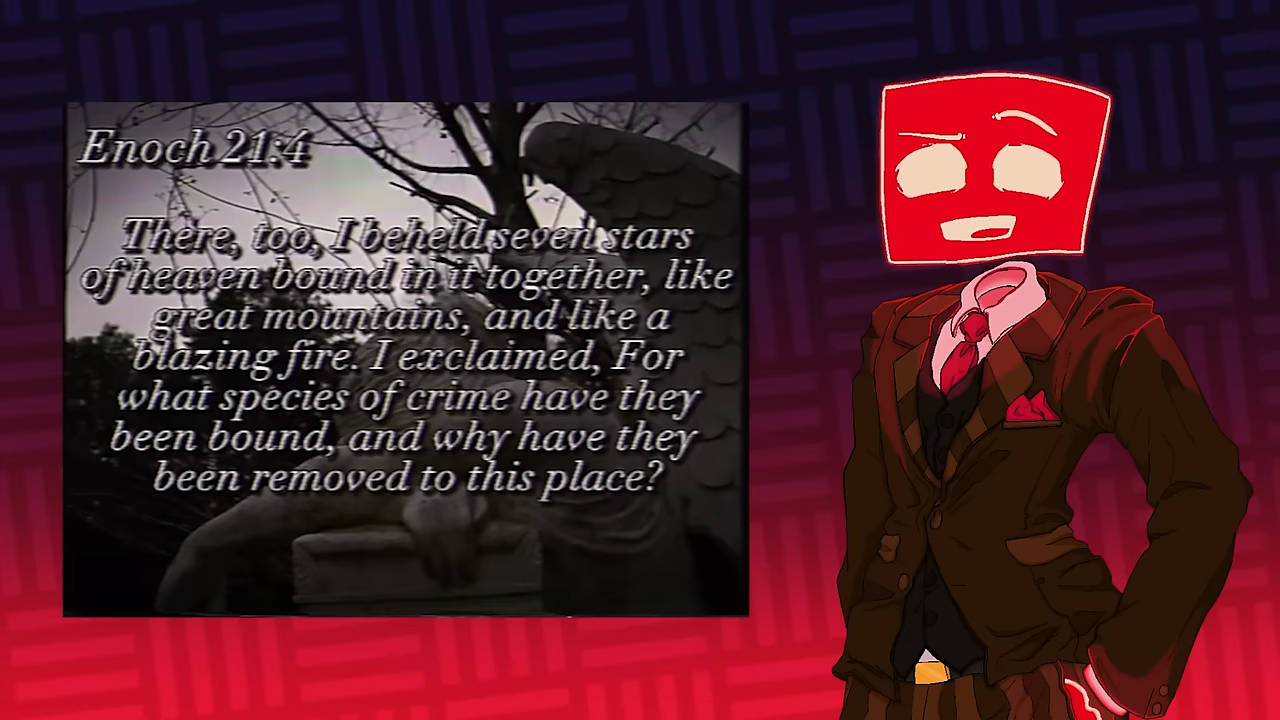 Enoch 21:4
There, too, I beheld seven stars
of heaven bound in it together, like
great mountains, and like a
blazing fire. I exclaimed, For
what species of crime have they
been bound, and why have they
been removed to this place?